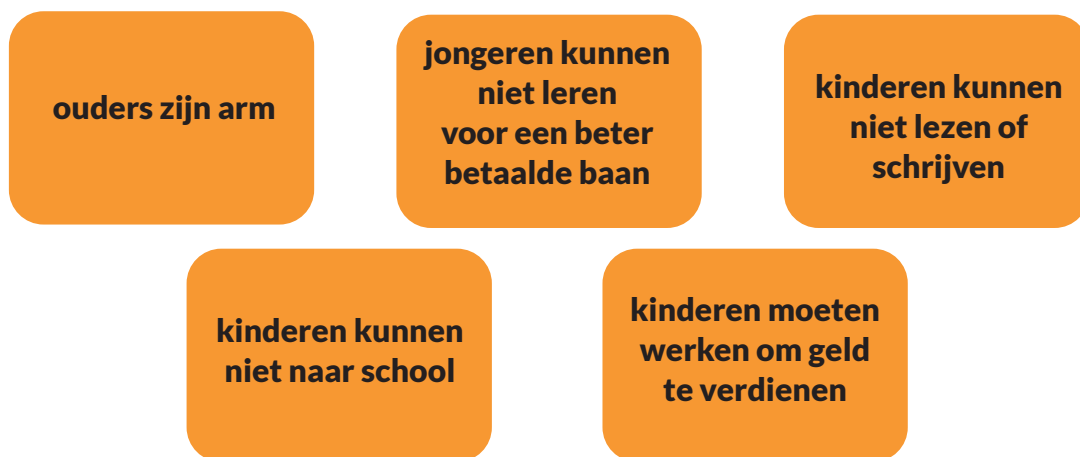 ouders zijn arm
jongeren kunnen
niet leren
voor een beter
betaalde baan
kinderen kunnen
niet lezen of
schrijven
kinderen kunnen
niet naar school
kinderen moeten
werken om geld
te verdienen